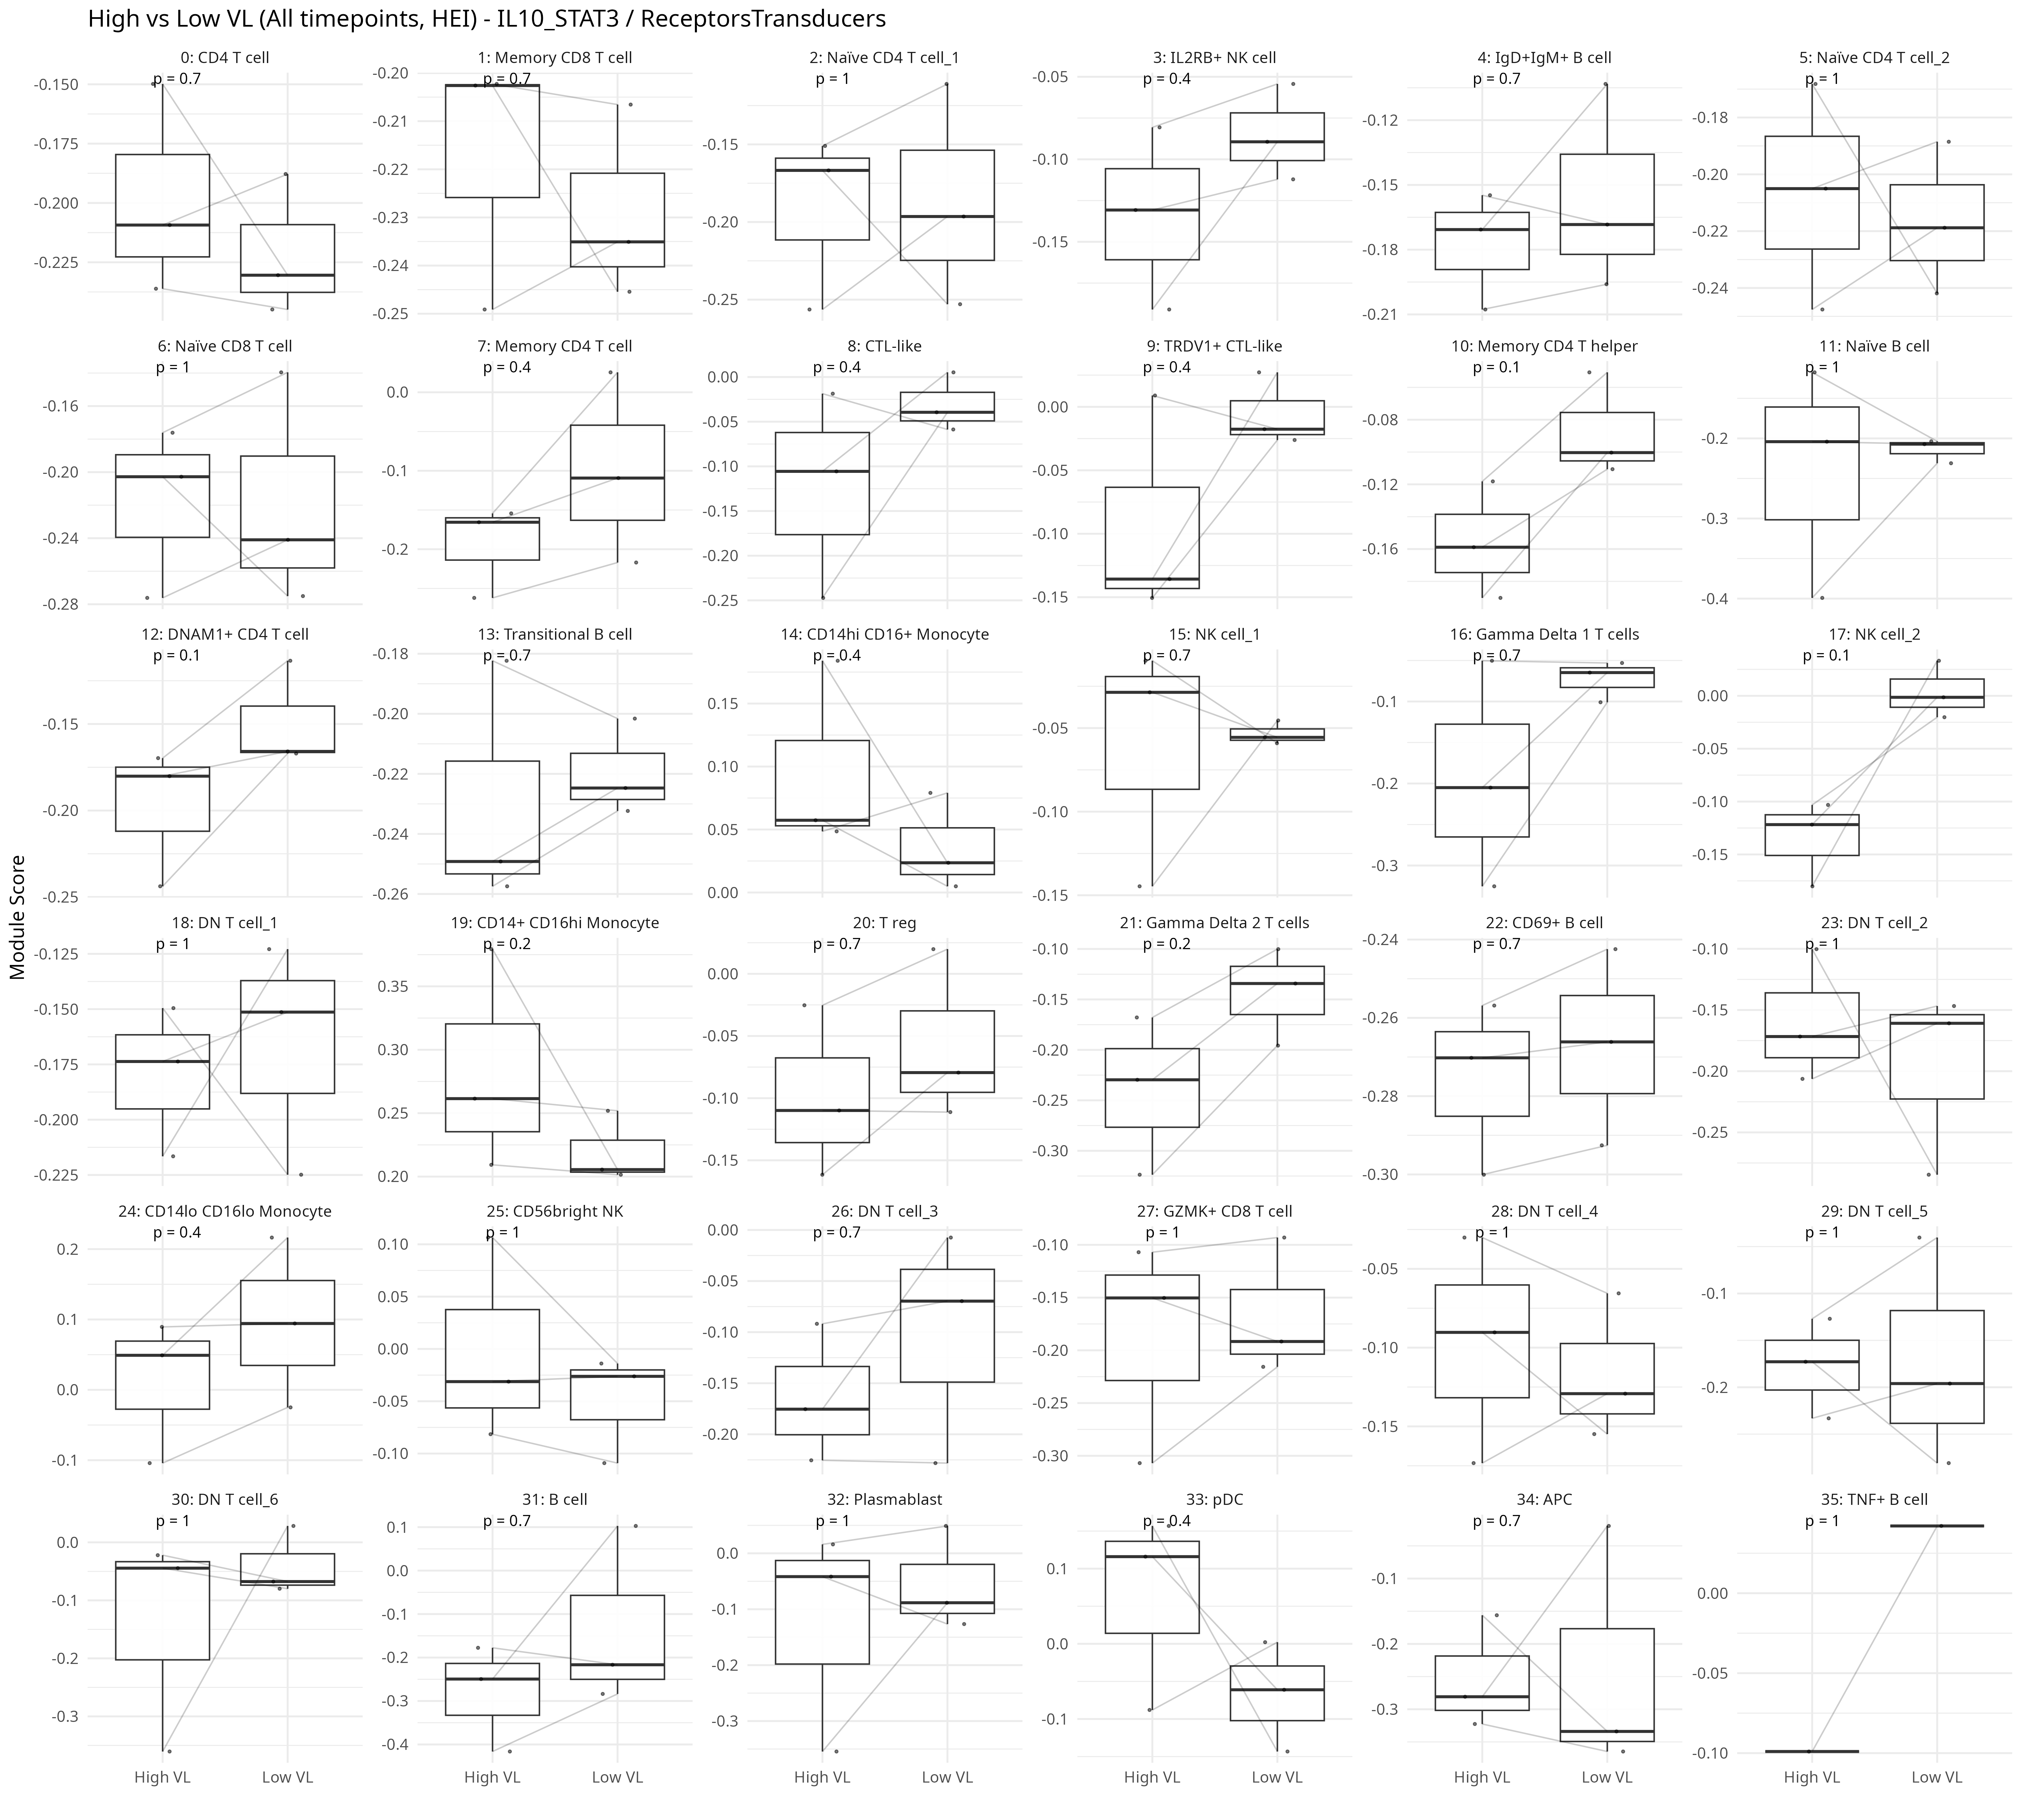 High vs Low VL (All timepoints, HEI) - IL10_STAT3 / ReceptorsTransducers
Module Score
0: CD4 T cell
p = 0.7
-0.150
-0.175
-0.200
-0.225
1: Memory CD8 T cell
p = 0.7
-0.20
-0.21
-0.22
-0.23
-0.24
-0.25
2: Naïve CD4 T cell_1
p = 1
-0.15
-0.20
-0.25
3: IL2RB+ NK cell
p = 0.4
-0.05
-0.10
-0.15
4: IgD+IgM+ B cell
p = 0.7
-0.12
-0.15
-0.18
-0.21
5: Naïve CD4 T cell_2
p = 1
-0.18
-0.20
-0.22
-0.24
6: Naïve CD8 T cell
p = 1
-0.16
-0.20
-0.24
-0.28
7: Memory CD4 T cell
p = 0.4
0.0
-0.1
-0.2
8: CTL-like
p = 0.4
0.00
-0.05
-0.10
-0.15
-0.20
-0.25
9: TRDV1+ CTL-like
p = 0.4
0.00
-0.05
-0.10
-0.15
10: Memory CD4 T helper
p = 0.1
-0.08
-0.12
-0.16
11: Naïve B cell
p = 1
-0.2
-0.3
-0.4
12: DNAM1+ CD4 T cell
p = 0.1
-0.15
-0.20
-0.25
13: Transitional B cell
p = 0.7
-0.18
-0.20
-0.22
-0.24
-0.26
14: CD14hi CD16+ Monocyte
p = 0.4
0.15
0.10
0.05
0.00
15: NK cell_1
p = 0.7
-0.05
-0.10
-0.15
16: Gamma Delta 1 T cells
p = 0.7
-0.1
-0.2
-0.3
17: NK cell_2
p = 0.1
0.00
-0.05
-0.10
-0.15
18: DN T cell_1
p = 1
-0.125
-0.150
-0.175
-0.200
-0.225
19: CD14+ CD16hi Monocyte
p = 0.2
0.35
0.30
0.25
0.20
20: T reg
p = 0.7
0.00
-0.05
-0.10
-0.15
21: Gamma Delta 2 T cells
p = 0.2
-0.10
-0.15
-0.20
-0.25
-0.30
22: CD69+ B cell
p = 0.7
-0.24
-0.26
-0.28
-0.30
23: DN T cell_2
p = 1
-0.10
-0.15
-0.20
-0.25
24: CD14lo CD16lo Monocyte
p = 0.4
0.2
0.1
0.0
-0.1
25: CD56bright NK
p = 1
0.10
0.05
0.00
-0.05
-0.10
26: DN T cell_3
p = 0.7
0.00
-0.05
-0.10
-0.15
-0.20
27: GZMK+ CD8 T cell
p = 1
-0.10
-0.15
-0.20
-0.25
-0.30
28: DN T cell_4
p = 1
-0.05
-0.10
-0.15
29: DN T cell_5
p = 1
-0.1
-0.2
30: DN T cell_6
p = 1
0.0
-0.1
-0.2
-0.3
31: B cell
p = 0.7
0.1
0.0
-0.1
-0.2
-0.3
-0.4
32: Plasmablast
p = 1
0.0
-0.1
-0.2
-0.3
33: pDC
p = 0.4
0.1
0.0
-0.1
34: APC
p = 0.7
-0.1
-0.2
-0.3
35: TNF+ B cell
p = 1
0.00
-0.05
-0.10
High VL Low VL
High VL Low VL
High VL Low VL
High VL Low VL
High VL Low VL
High VL Low VL